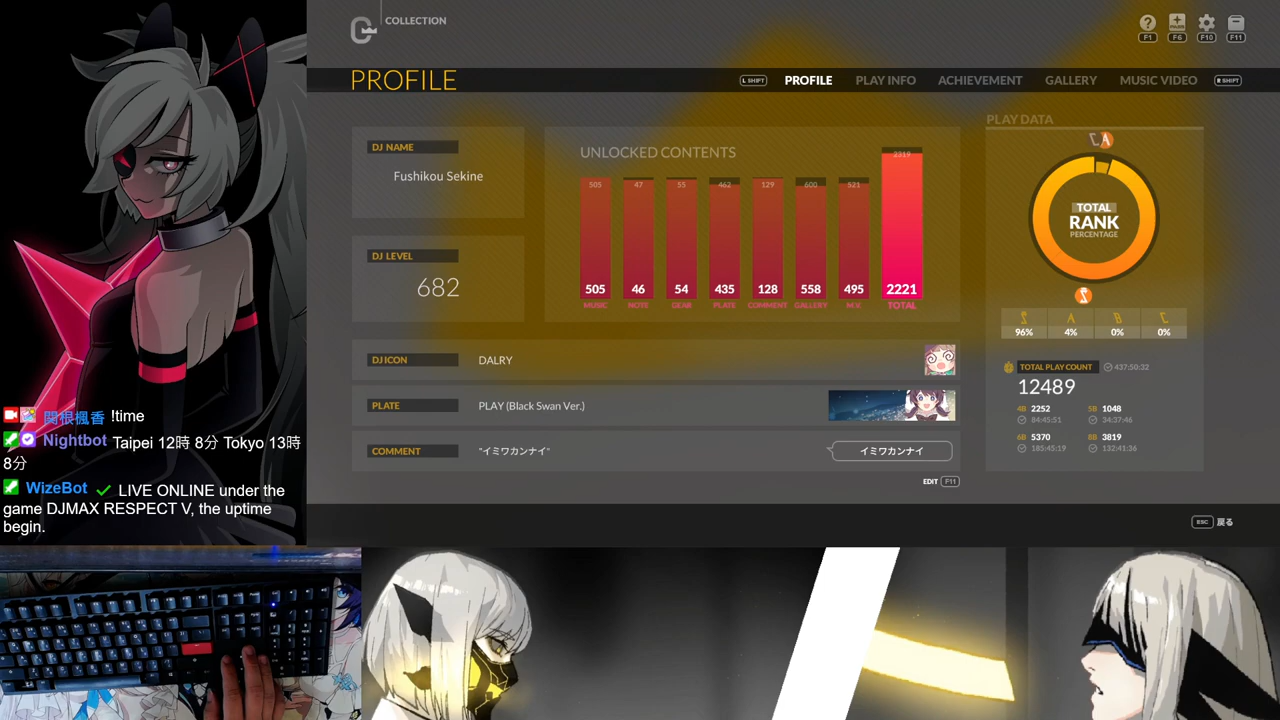 COLLECTION
F1 F6 F10 F11
PROFILE
L SHIFT PROFILE PLAY INFO ACHIEVEMENT GALLERY MUSIC VIDEO R SHIFT
DJ NAME
Fushikou Sekine
DJ LEVEL
682
UNLOCKED CONTENTS
505 47 55 462 129 600 521 2319
505 46 54 435 128 558 495 2221
MUSIC NOTE GEAR PLATE COMMENT GALLERY M.V. TOTAL
DJ ICON DALRY
PLATE PLAY (Black Swan Ver.)
COMMENT "イミワカンナイ" イミワカンナイ
EDIT F11
PLAY DATA
A
TOTAL
RANK
PERCENTAGE
S
S A B C
96% 4% 0% 0%
TOTAL PLAY COUNT 437:50:32
12489
4B 2252 5B 1048
84:45:51 34:37:46
6B 5370 8B 3819
185:45:19 132:41:36
ESC 戻る
関根楓香 !time
Nightbot Taipei 12時 8分 Tokyo 13時
8分
WizeBot LIVE ONLINE under the
game DJMAX RESPECT V, the uptime
begin.